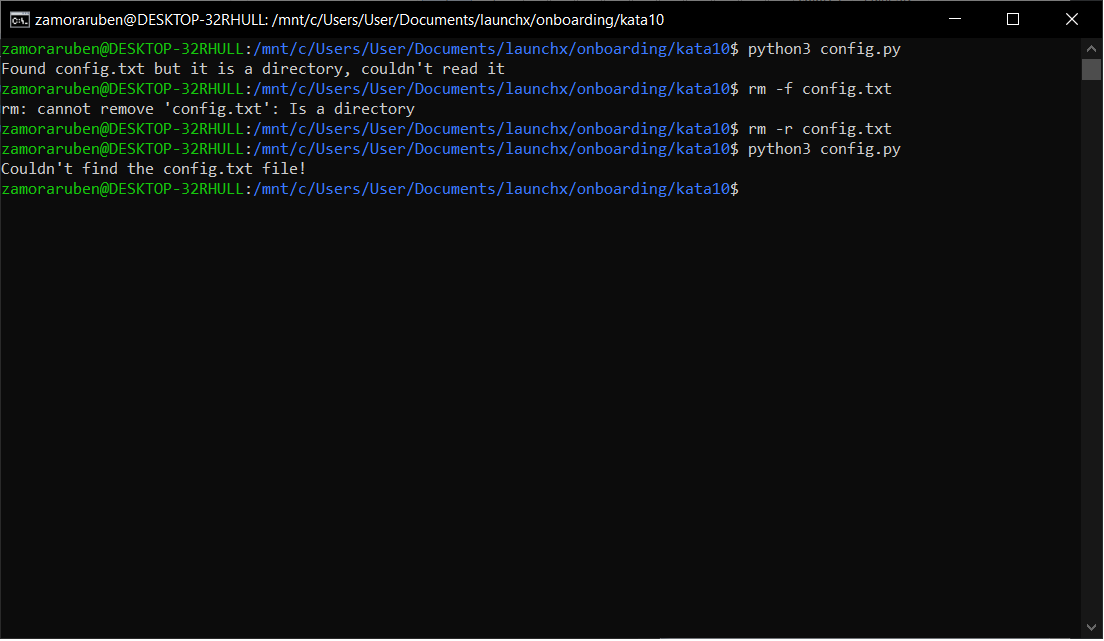 zamoraruben@DESKTOP-32RHULL: /mnt/c/Users/User/Documents/launchx/onboarding/kata10
zamoraruben@DESKTOP-32RHULL:/mnt/c/Users/User/Documents/launchx/onboarding/kata10$ python3 config.py
Found config.txt but it is a directory, couldn't read it
zamoraruben@DESKTOP-32RHULL:/mnt/c/Users/User/Documents/launchx/onboarding/kata10$ rm -f config.txt
rm: cannot remove 'config.txt': Is a directory
zamoraruben@DESKTOP-32RHULL:/mnt/c/Users/User/Documents/launchx/onboarding/kata10$ rm -r config.txt
zamoraruben@DESKTOP-32RHULL:/mnt/c/Users/User/Documents/launchx/onboarding/kata10$ python3 config.py
Couldn't find the config.txt file!
zamoraruben@DESKTOP-32RHULL:/mnt/c/Users/User/Documents/launchx/onboarding/kata10$